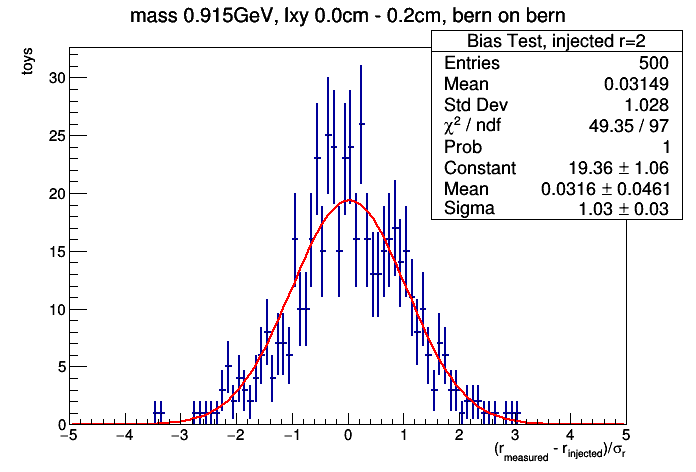 mass 0.915GeV, lxy 0.0cm - 0.2cm, bern on bern
Bias Test, injected r=2
Entries 500
Mean 0.03149
Std Dev 1.028
χ² / ndf 49.35 / 97
Prob 1
Constant 19.36 ± 1.06
Mean 0.0316 ± 0.0461
Sigma 1.03 ± 0.03
toys
30
25
20
15
10
5
0
−5 −4 −3 −2 −1 0 1 2 3 4 5
(r_measured - r_injected)/σ_r